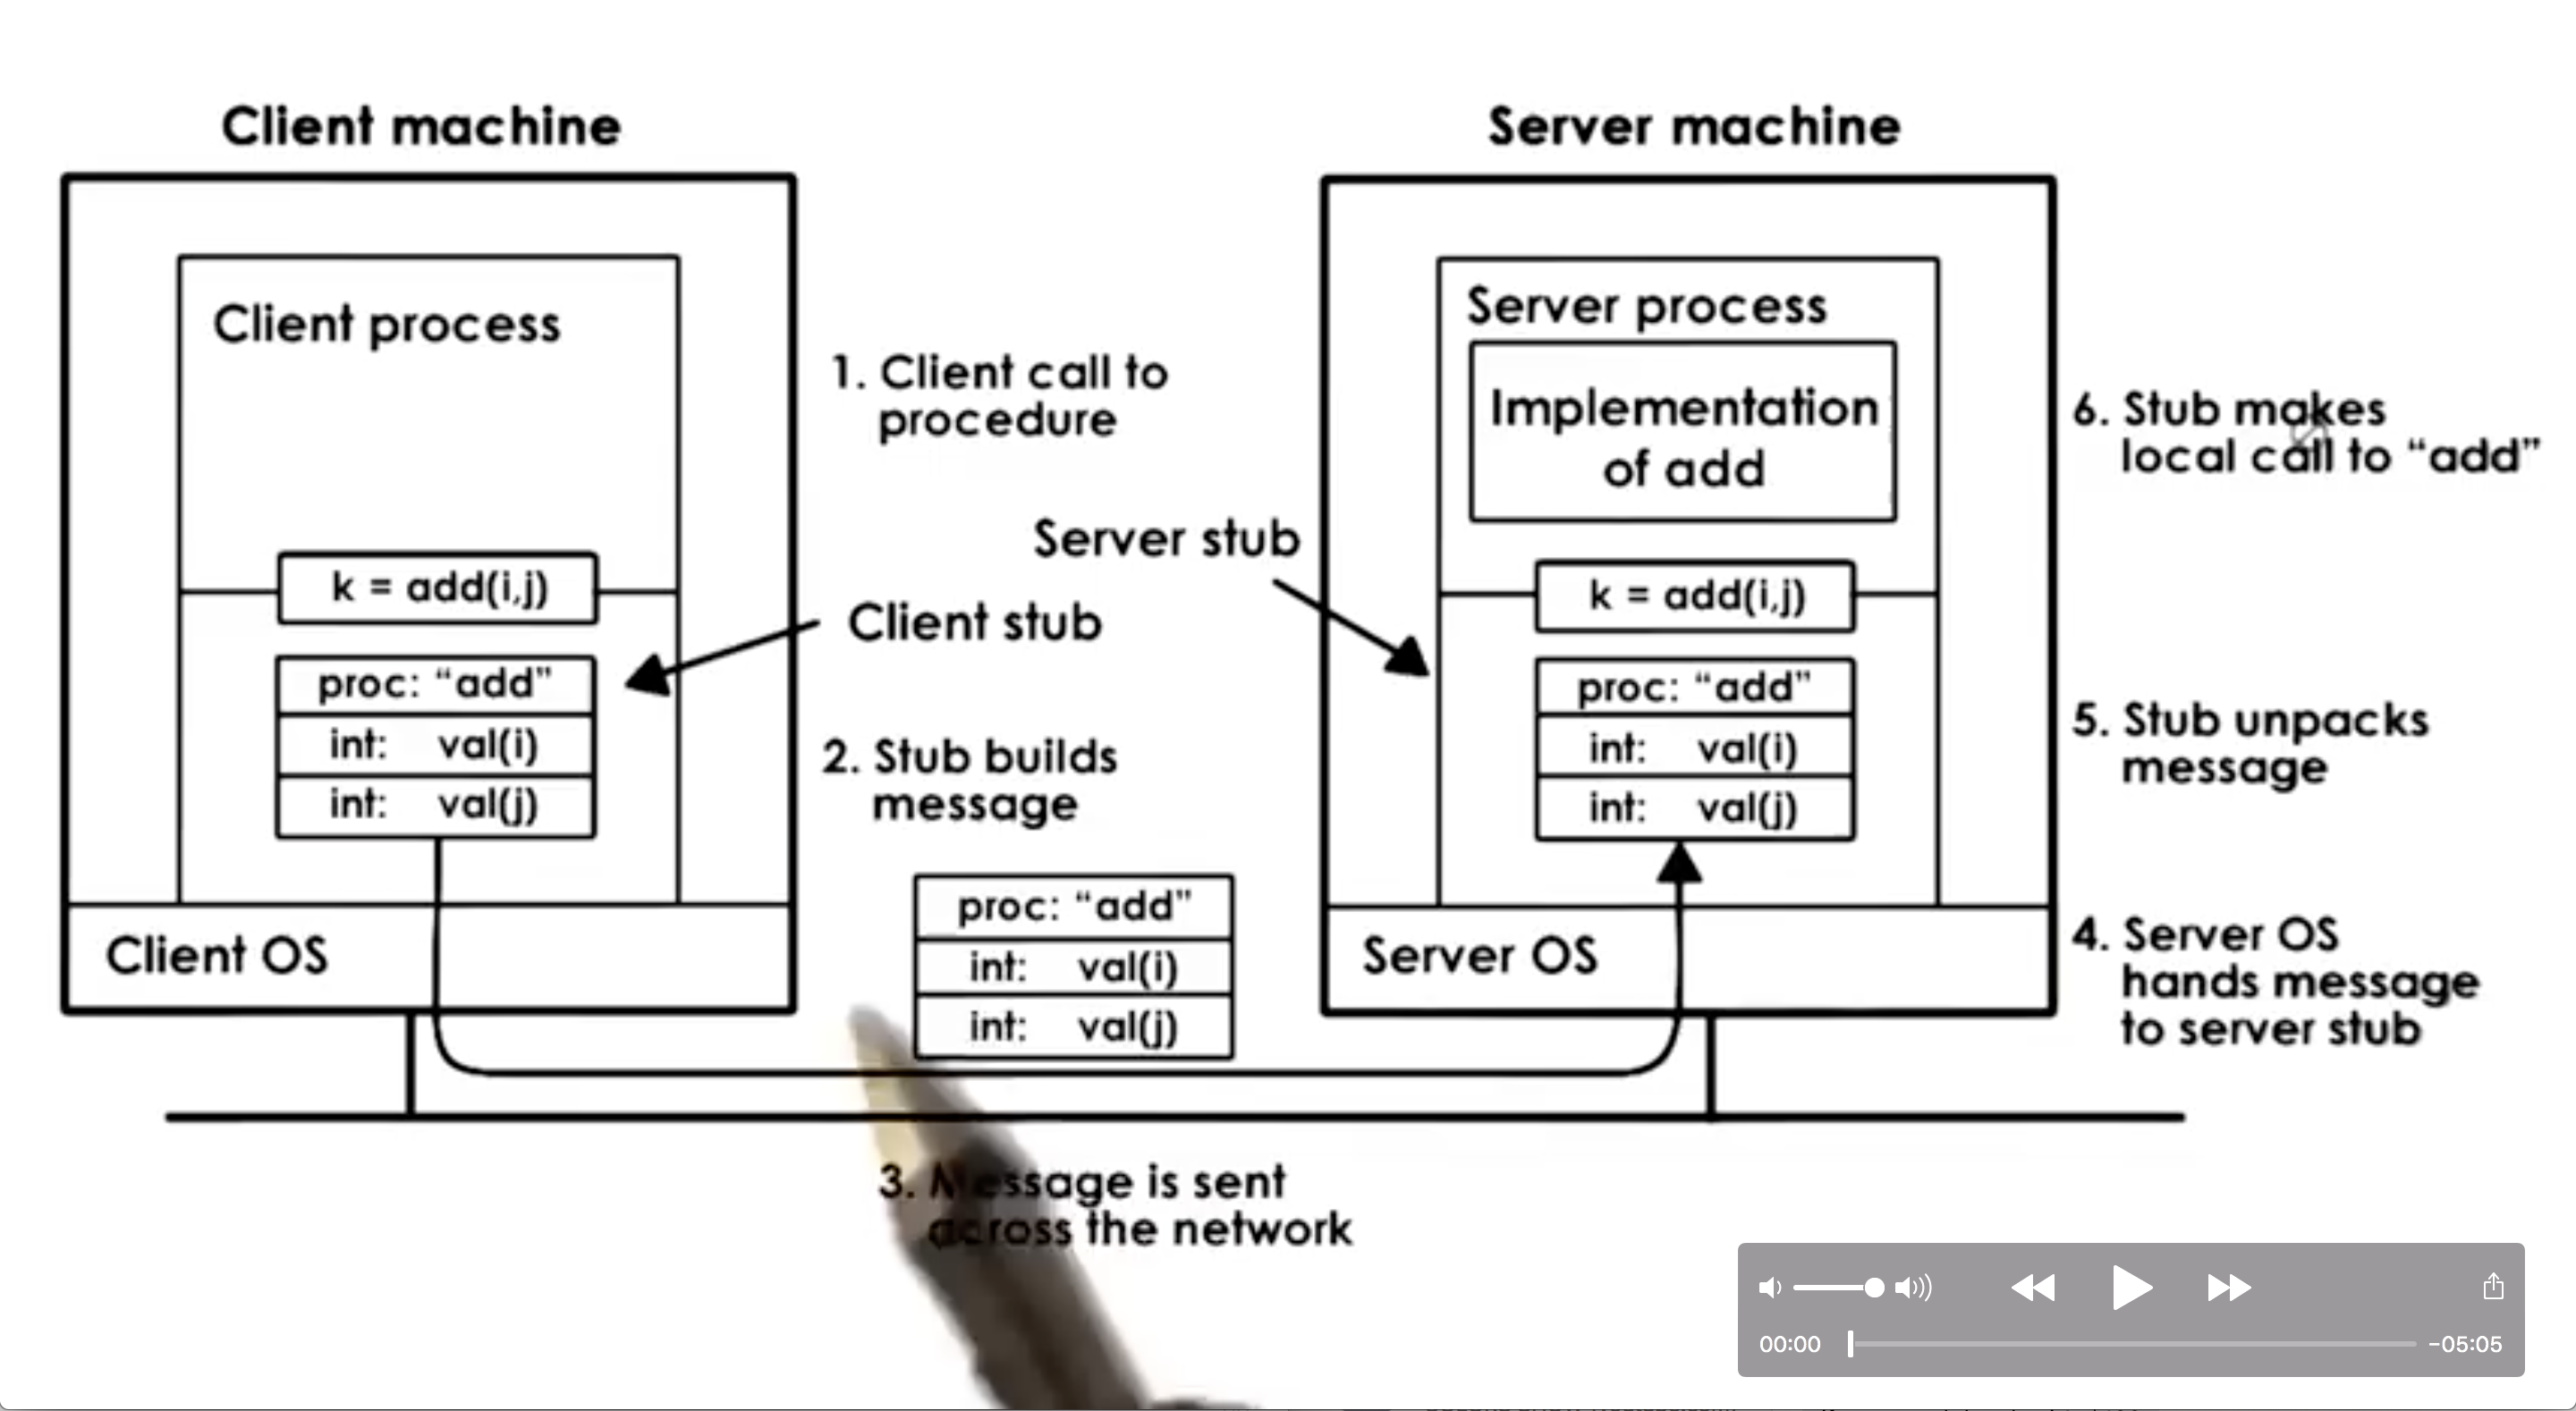 Client machine
Client process
k = add(i,j)
proc: “add”
int: val(i)
int: val(j)
Client OS
1. Client call to
procedure
Server stub
Client stub
2. Stub builds
message
proc: “add”
int: val(i)
int: val(j)
3. Message is sent
across the network
Server machine
Server process
Implementation
of add
k = add(i,j)
proc: “add”
int: val(i)
int: val(j)
Server OS
6. Stub makes
local call to “add”
5. Stub unpacks
message
4. Server OS
hands message
to server stub
00:00
-05:05